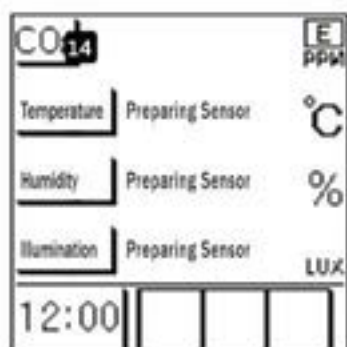 CO 14 E
PPM
Temperature Preparing Sensor °C
Humidity Preparing Sensor %
Illumination Preparing Sensor LUX
12:00